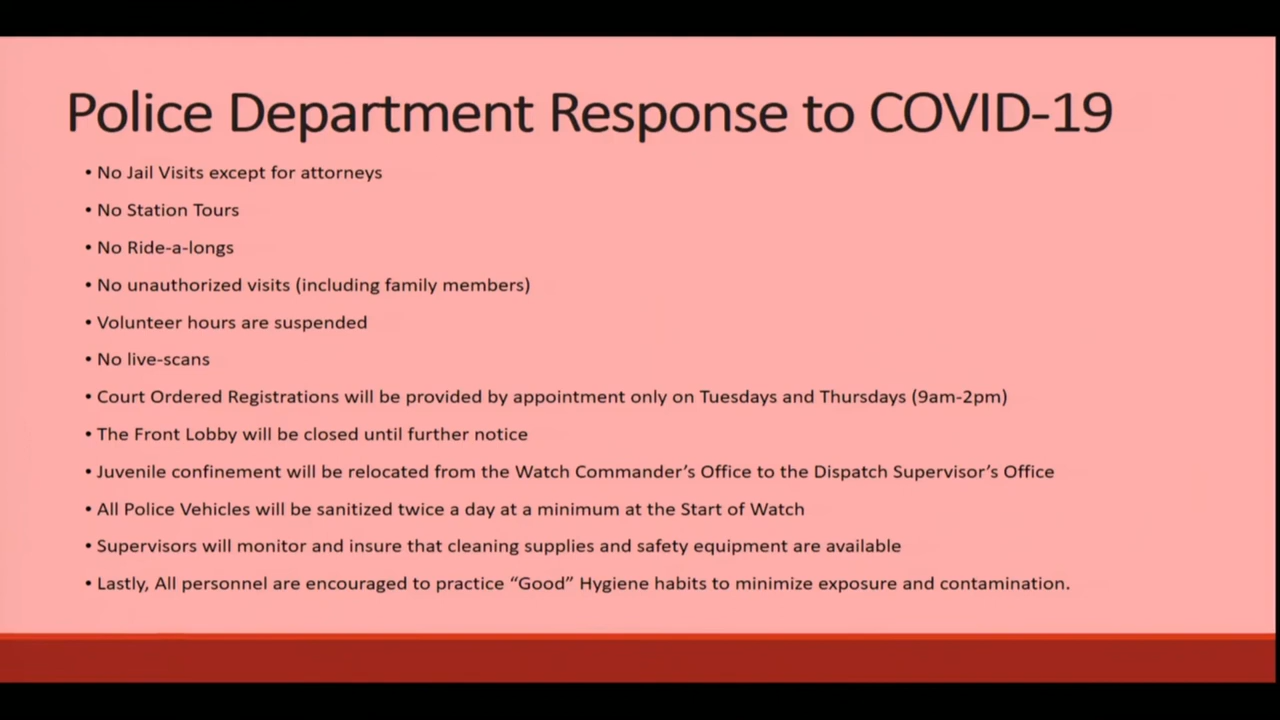 Police Department Response to COVID-19
• No Jail Visits except for attorneys
• No Station Tours
• No Ride-a-longs
• No unauthorized visits (including family members)
• Volunteer hours are suspended
• No live-scans
• Court Ordered Registrations will be provided by appointment only on Tuesdays and Thursdays (9am-2pm)
• The Front Lobby will be closed until further notice
• Juvenile confinement will be relocated from the Watch Commander’s Office to the Dispatch Supervisor’s Office
• All Police Vehicles will be sanitized twice a day at a minimum at the Start of Watch
• Supervisors will monitor and insure that cleaning supplies and safety equipment are available
• Lastly, All personnel are encouraged to practice “Good” Hygiene habits to minimize exposure and contamination.